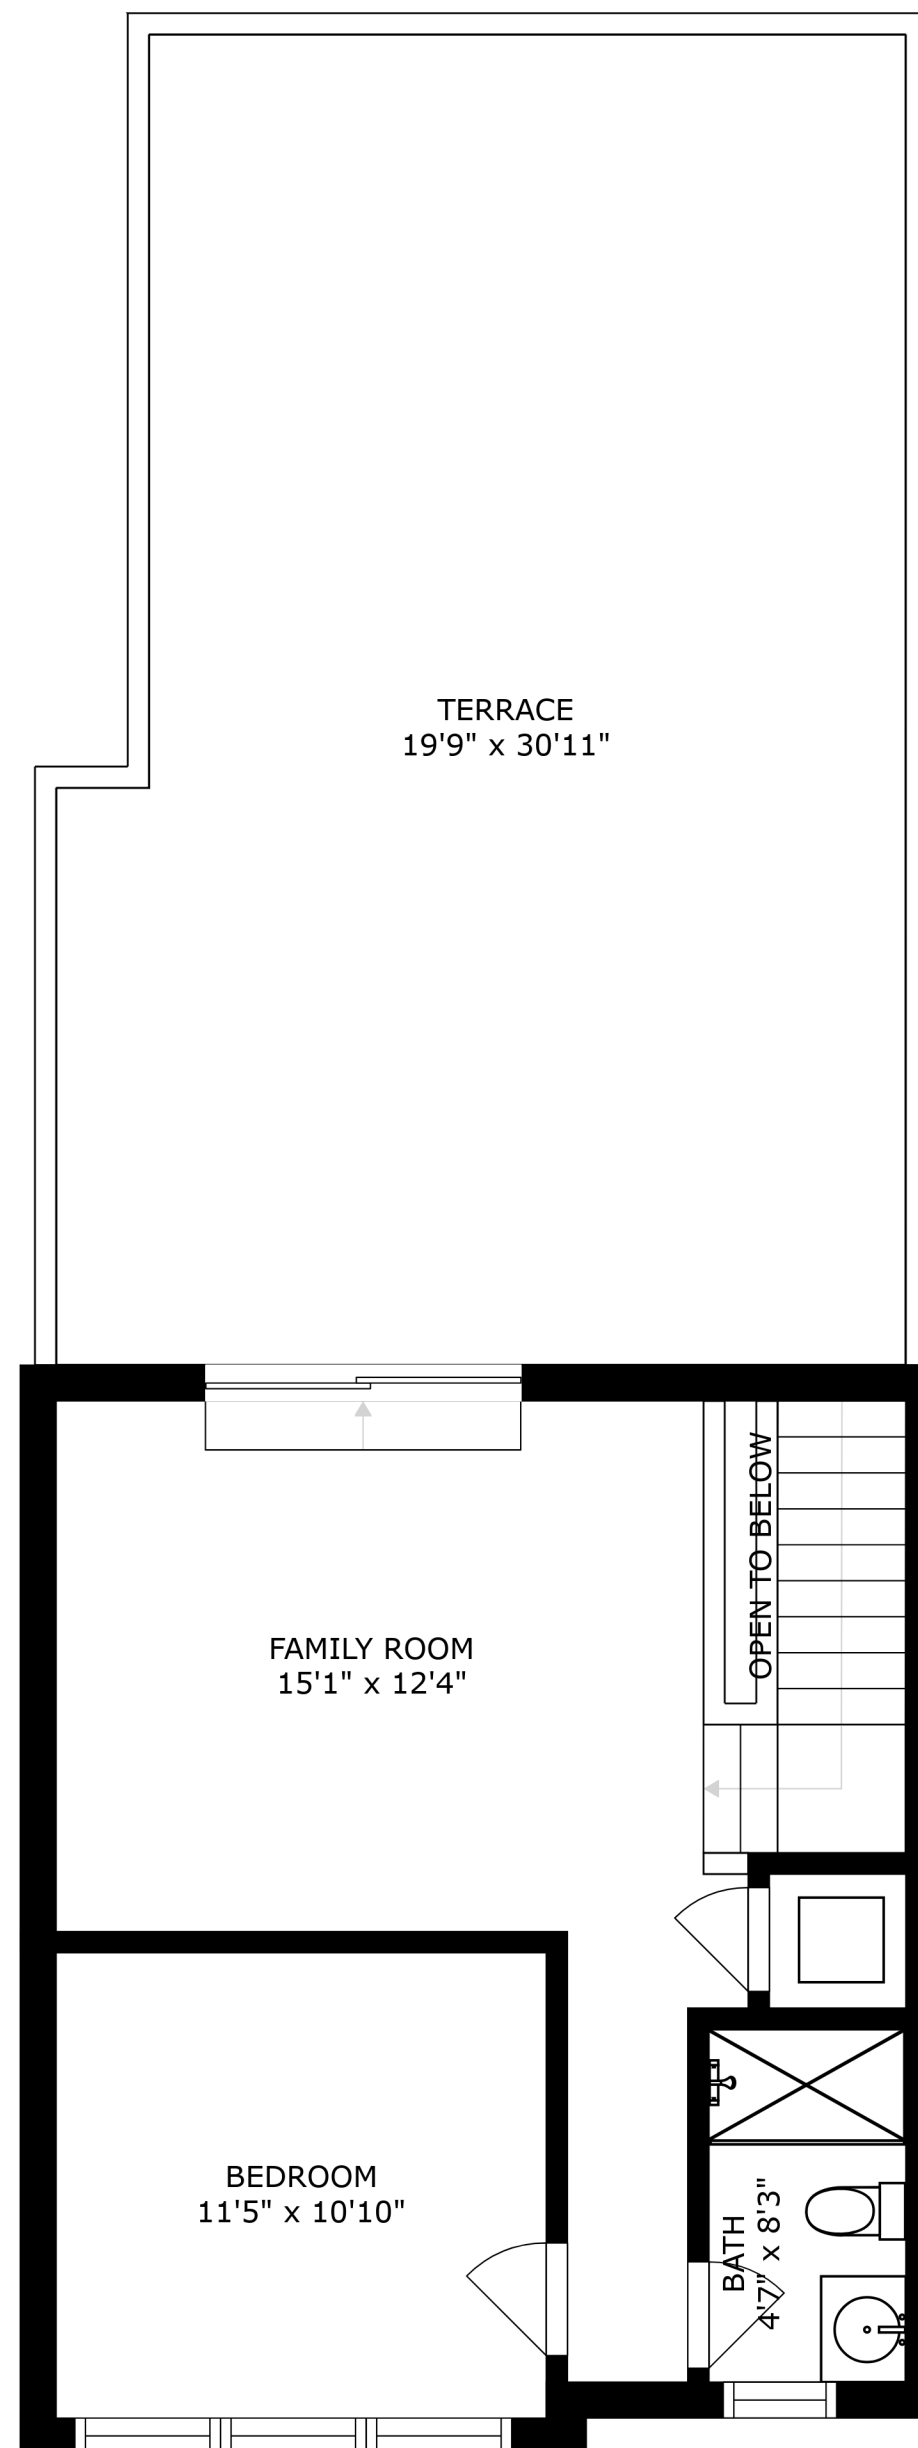 TERRACE
19'9" x 30'11"
OPEN TO BELOW
FAMILY ROOM
15'1" x 12'4"
BEDROOM
11'5" x 10'10"
BATH
4'7" x 8'3"